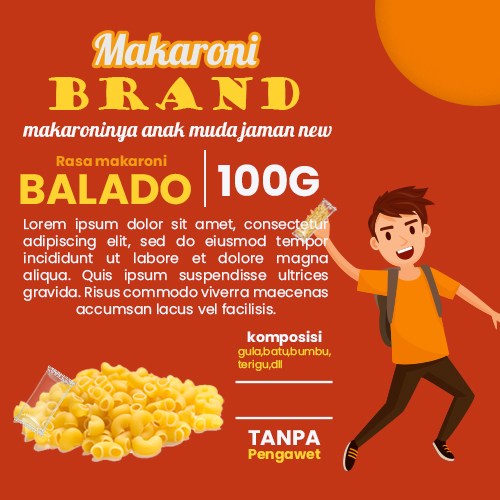 Makaroni
BRAND
makaroninya anak muda jaman new
Rasa makaroni
BALADO
100G
Lorem ipsum dolor sit amet, consectetur
adipiscing elit, sed do eiusmod tempor
incididunt ut labore et dolore magna
aliqua. Quis ipsum suspendisse ultrices
gravida. Risus commodo viverra maecenas
accumsan lacus vel facilisis.
komposisi
gula,batu,bumbu,
terigu,dll
TANPA
Pengawet